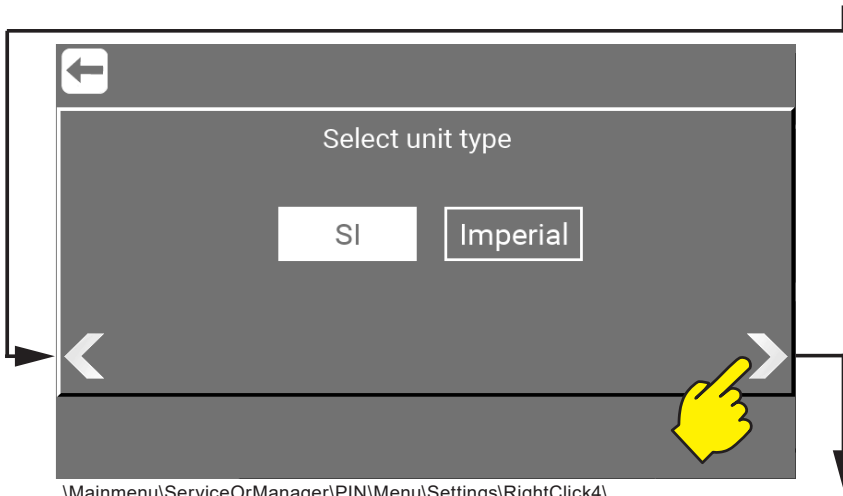 Select unit type
SI Imperial
\Mainmenu\ServiceOrManager\PIN\Menu\Settings\RightClick4\